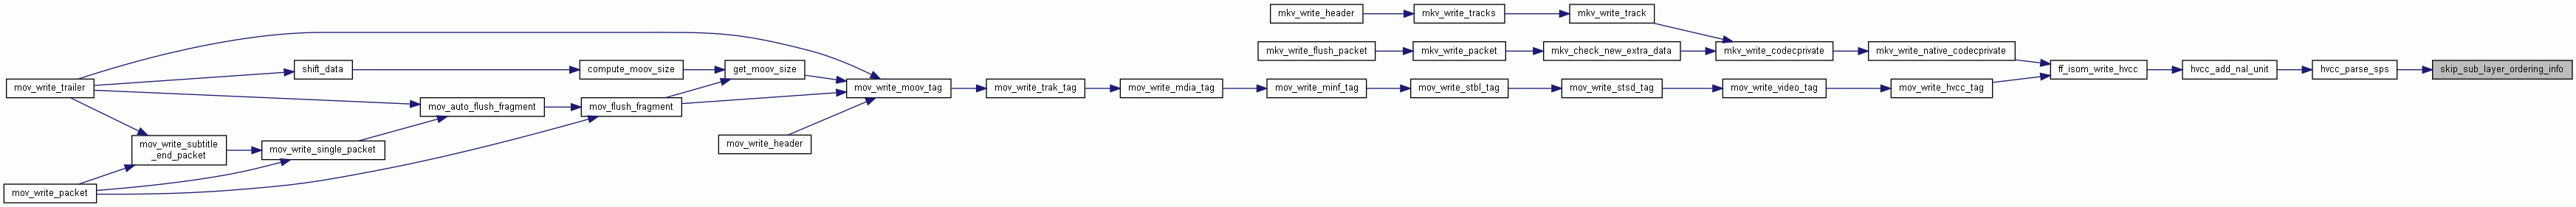 mkv_write_header
mkv_write_tracks
mkv_write_track
mkv_write_flush_packet
mkv_write_packet
mkv_check_new_extra_data
mkv_write_codecprivate
mkv_write_native_codecprivate
shift_data
compute_moov_size
get_moov_size
ff_isom_write_hvcc
hvcc_add_nal_unit
hvcc_parse_sps
skip_sub_layer_ordering_info
mov_write_trailer
mov_write_moov_tag
mov_write_trak_tag
mov_write_mdia_tag
mov_write_minf_tag
mov_write_stbl_tag
mov_write_stsd_tag
mov_write_video_tag
mov_write_hvcc_tag
mov_auto_flush_fragment
mov_flush_fragment
mov_write_header
mov_write_subtitle
_end_packet
mov_write_single_packet
mov_write_packet